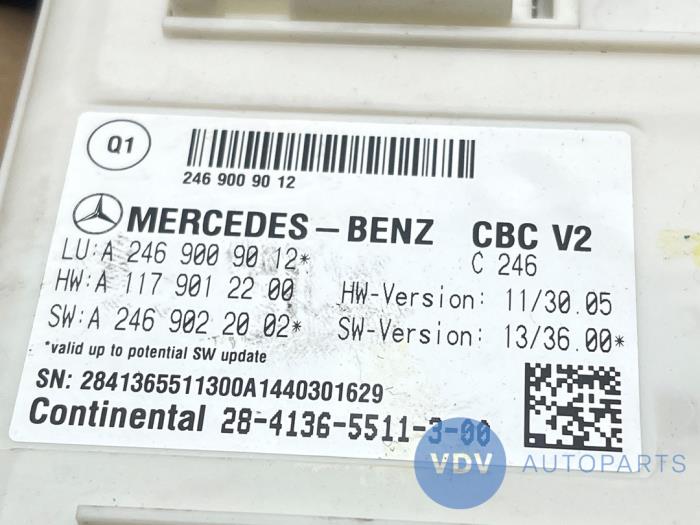 Q1
246 900 90 12
MERCEDES-BENZ CBC V2
LU:A 246 900 90 12* C 246
HW:A 117 901 22 00 HW-Version: 11/30.05
SW:A 246 902 20 02* SW-Version: 13/36.00*
*valid up to potential SW update
SN: 2841365511300A1440301629
Continental 28-4136-5511-3-00
VDV AUTOPARTS